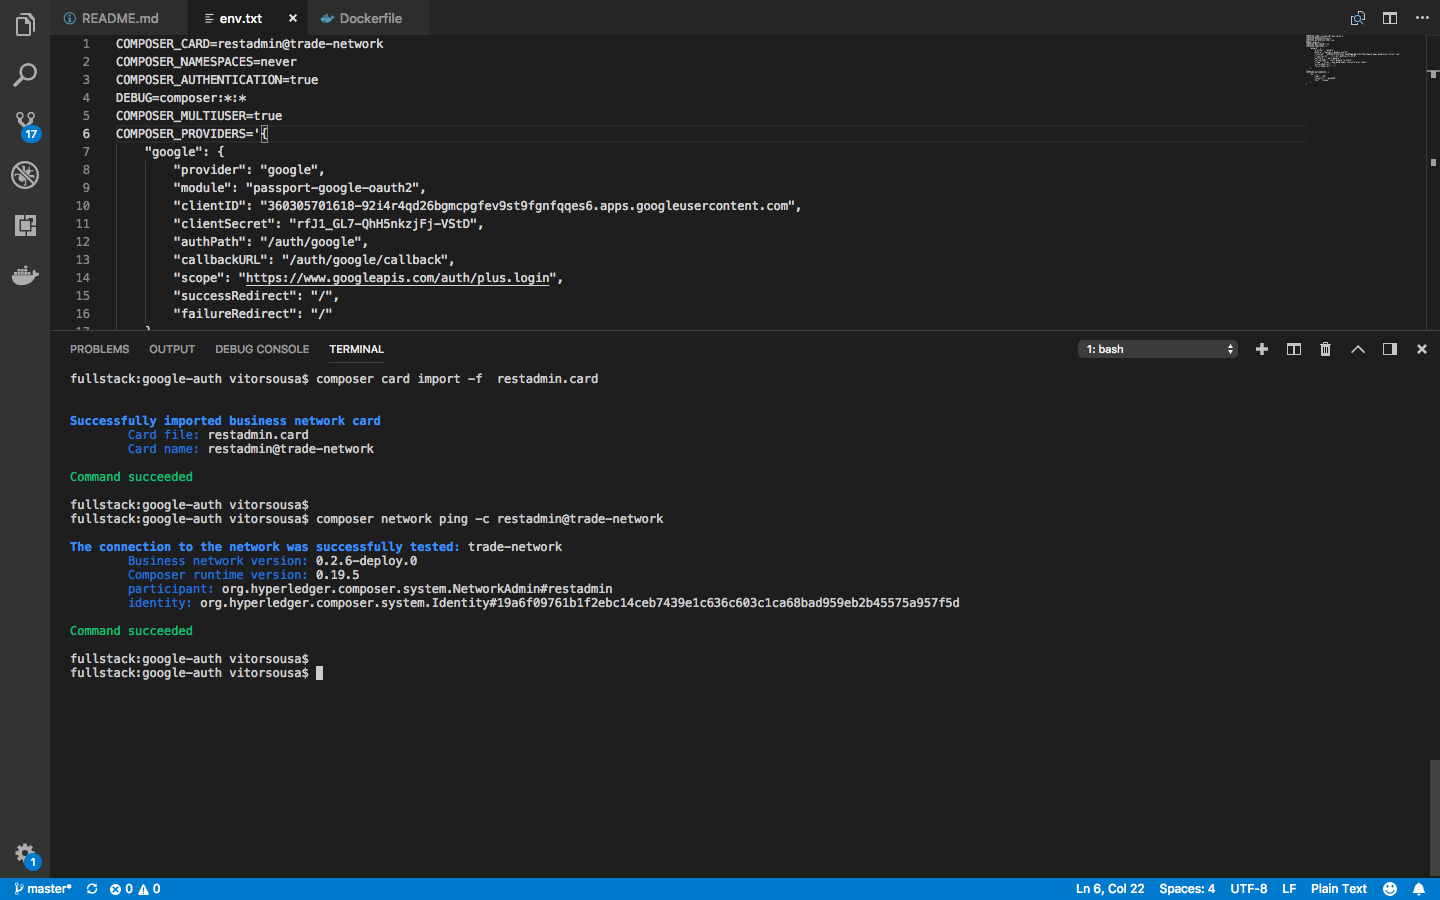 README.md
env.txt
Dockerfile
1 COMPOSER_CARD=restadmin@trade-network
2 COMPOSER_NAMESPACES=never
3 COMPOSER_AUTHENTICATION=true
4 DEBUG=composer:*:*
5 COMPOSER_MULTIUSER=true
6 COMPOSER_PROVIDERS='{
7 "google": {
8 "provider": "google",
9 "module": "passport-google-oauth2",
10 "clientID": "360305701618-92i4r4qd26bgmcpgfev9st9fgnfqqes6.apps.googleusercontent.com",
11 "clientSecret": "rfJ1_GL7-QhH5nkzjFj-VStD",
12 "authPath": "/auth/google",
13 "callbackURL": "/auth/google/callback",
14 "scope": "https://www.googleapis.com/auth/plus.login",
15 "successRedirect": "/",
16 "failureRedirect": "/"
17 }
17
PROBLEMS OUTPUT DEBUG CONSOLE TERMINAL 1: bash
fullstack:google-auth vitorsousa$ composer card import -f  restadmin.card
Successfully imported business network card
Card file: restadmin.card
Card name: restadmin@trade-network
Command succeeded
fullstack:google-auth vitorsousa$
fullstack:google-auth vitorsousa$ composer network ping -c restadmin@trade-network
The connection to the network was successfully tested: trade-network
Business network version: 0.2.6-deploy.0
Composer runtime version: 0.19.5
participant: org.hyperledger.composer.system.NetworkAdmin#restadmin
identity: org.hyperledger.composer.system.Identity#19a6f09761b1f2ebc14ceb7439e1c636c603c1ca68bad959eb2b45575a957f5d
Command succeeded
fullstack:google-auth vitorsousa$
fullstack:google-auth vitorsousa$
1
master* 0 0 Ln 6, Col 22 Spaces: 4 UTF-8 LF Plain Text